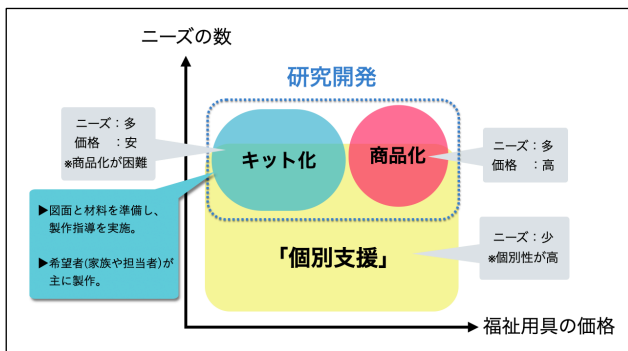 ニーズの数
研究開発
ニーズ：多
価格　：安
※商品化が困難
キット化
商品化
ニーズ：多
価格　：高
▶図面と材料を準備し、
製作指導を実施。
▶希望者(家族や担当者)が
主に製作。
「個別支援」
ニーズ：少
※個別性が高
福祉用具の価格